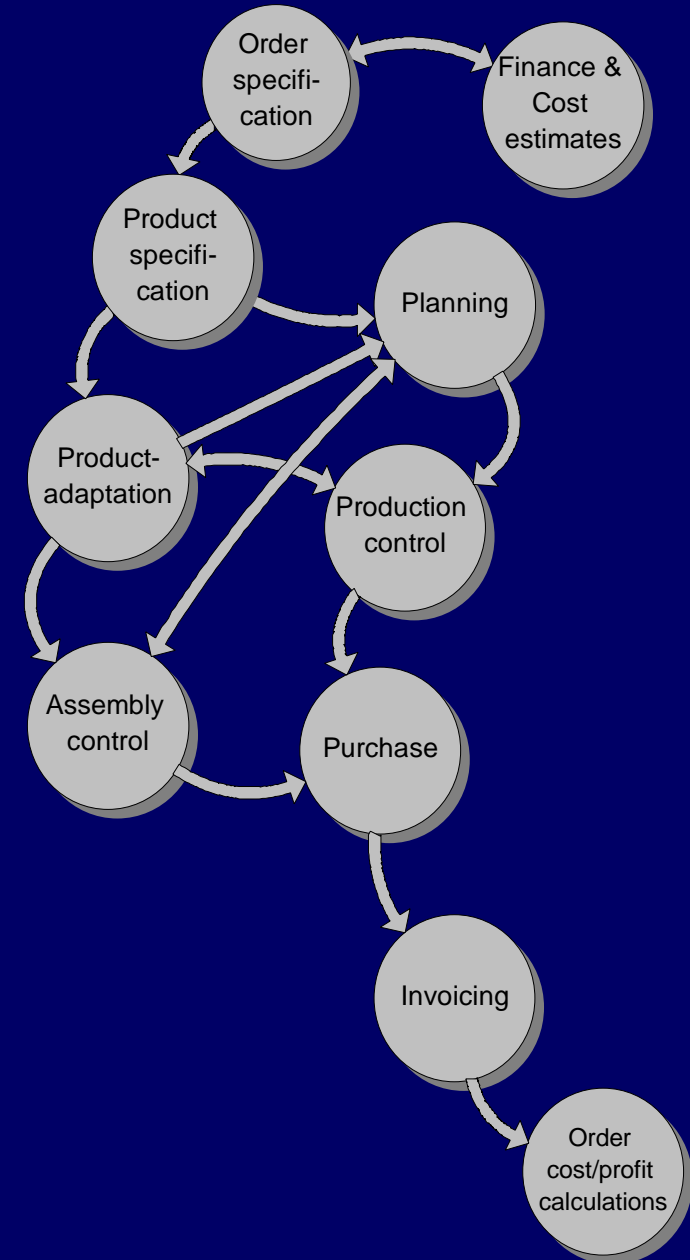 Order
specifi-
cation
Finance &
Cost
estimates
Product
specifi-
cation
Planning
Product-
adaptation
Production
control
Assembly
control
Purchase
Invoicing
Order
cost/profit
calculations